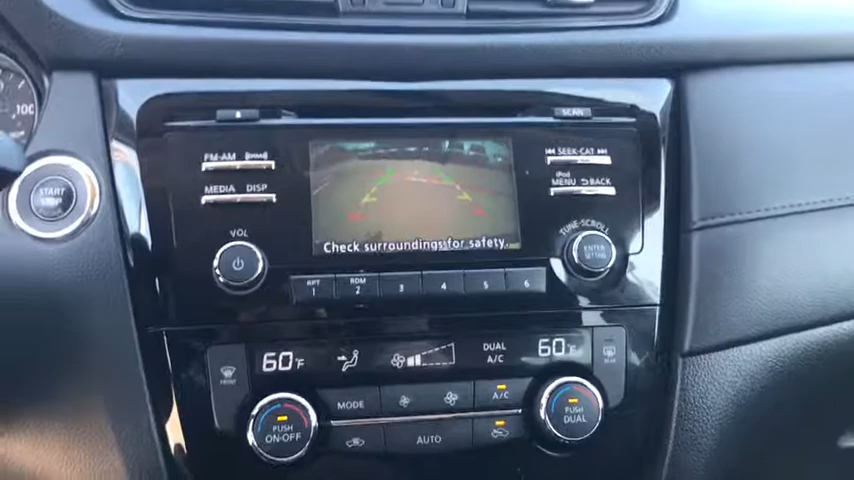 100
START
STOP
FM-AM
SCAN
SEEK-CAT
MEDIA DISP
iPod
MENU BACK
Check surroundings for safety
VOL
TUNE-SCROLL
ENTER
RPT RDM
1 2 3 4 5 6
60°F 60°F
DUAL
A/C
FRONT
REAR
MODE
A/C
PUSH
ON·OFF
AUTO
PUSH
DUAL